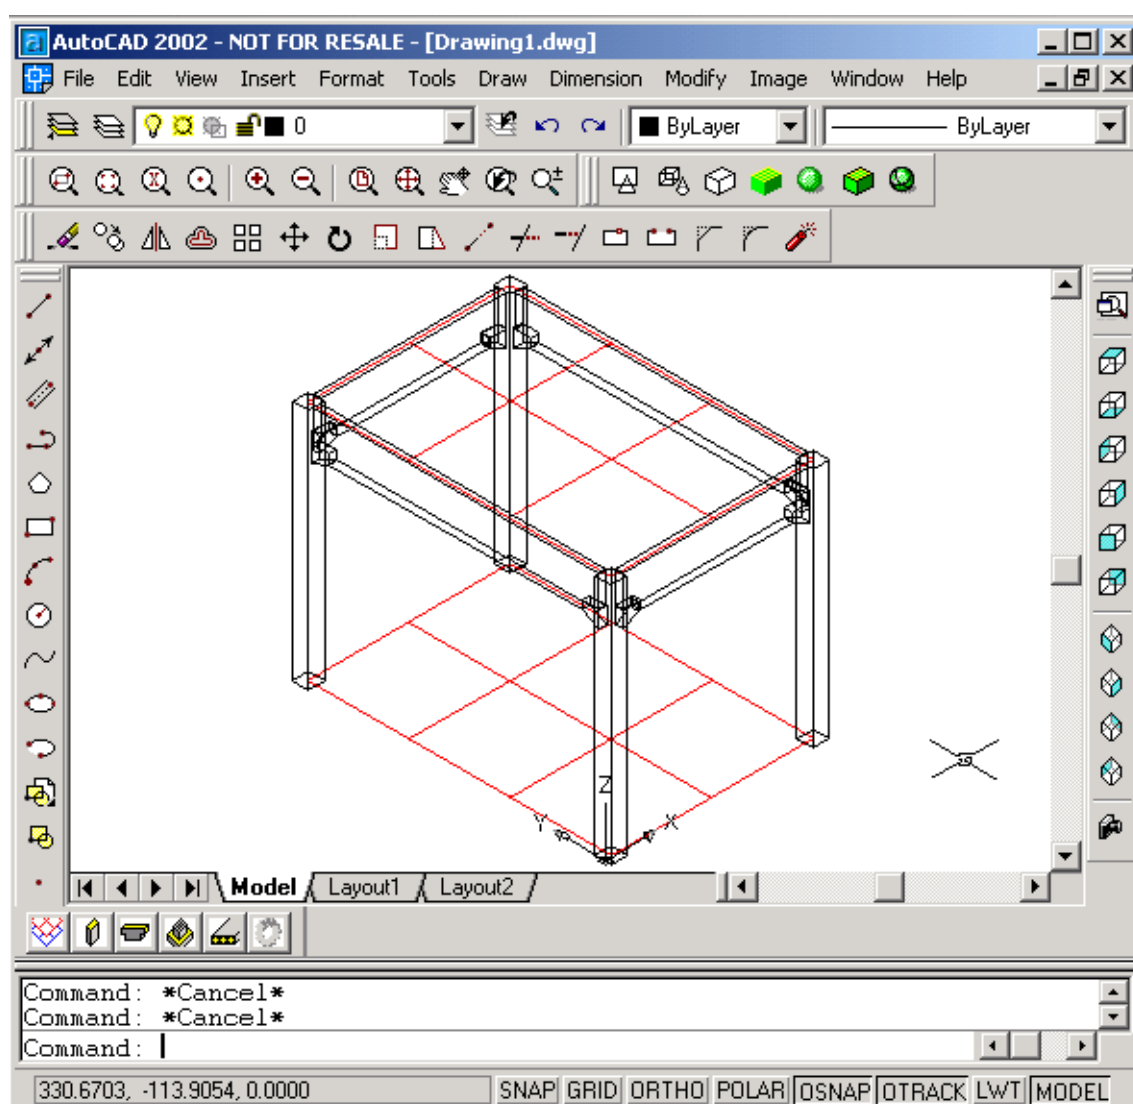 AutoCAD 2002 - NOT FOR RESALE - [Drawing1.dwg]
File Edit View Insert Format Tools Draw Dimension Modify Image Window Help
0 ByLayer ByLayer
Z
Y X
Model Layout1 Layout2
Command: *Cancel*
Command: *Cancel*
Command:
330.6703, -113.9054, 0.0000 SNAP GRID ORTHO POLAR OSNAP OTRACK LWT MODEL